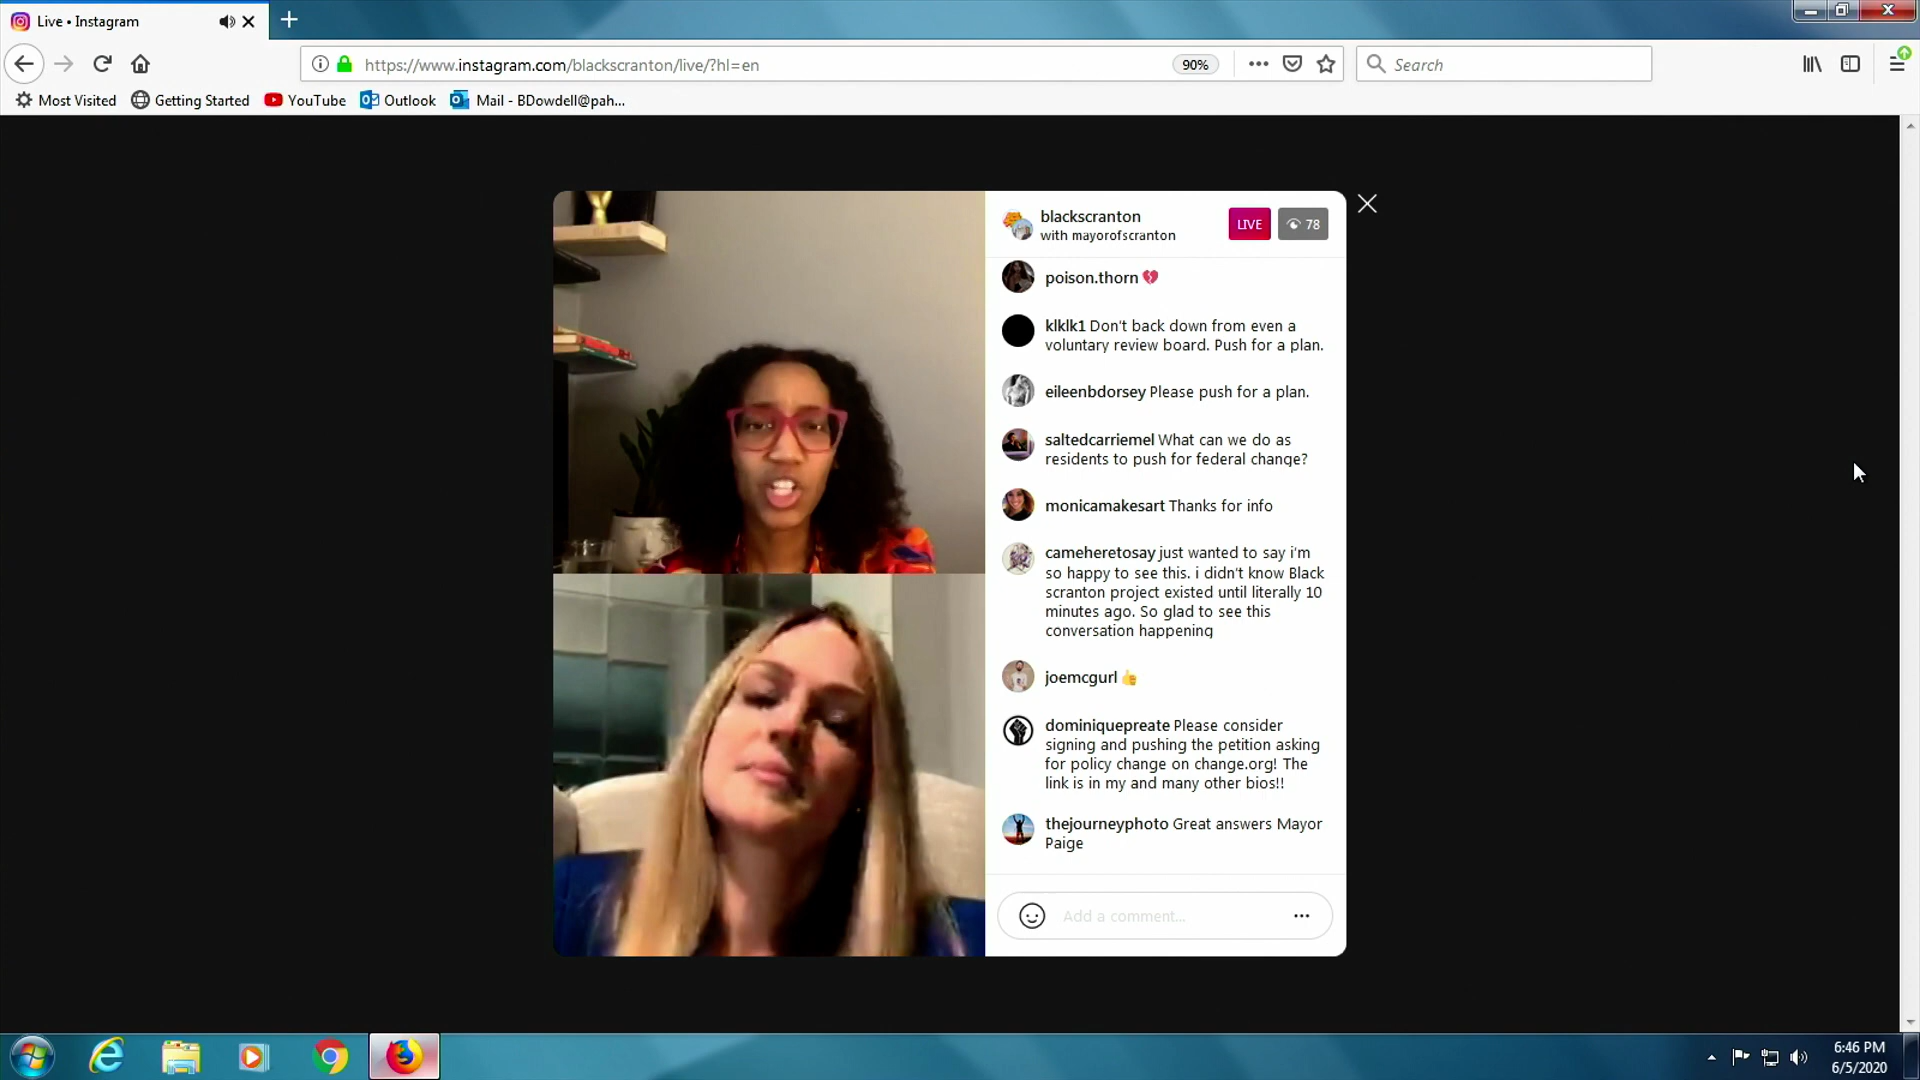 Live • Instagram
https://www.instagram.com/blackscranton/live/?hl=en
90%
Search
Most Visited
Getting Started
YouTube
Outlook
Mail - BDowdell@pah...
blackscranton
with mayorofscranton
LIVE
78
poison.thorn 💔
klklk1 Don't back down from even a
voluntary review board. Push for a plan.
eileenbdorsey Please push for a plan.
saltedcarriemel What can we do as
residents to push for federal change?
monicamakesart Thanks for info
cameheretosay just wanted to say i'm
so happy to see this. i didn't know Black
scranton project existed until literally 10
minutes ago. So glad to see this
conversation happening
joemcgurl 👍
dominiquepreate Please consider
signing and pushing the petition asking
for policy change on change.org! The
link is in my and many other bios!!
thejourneyphoto Great answers Mayor
Paige
Add a comment...
6:46 PM
6/5/2020